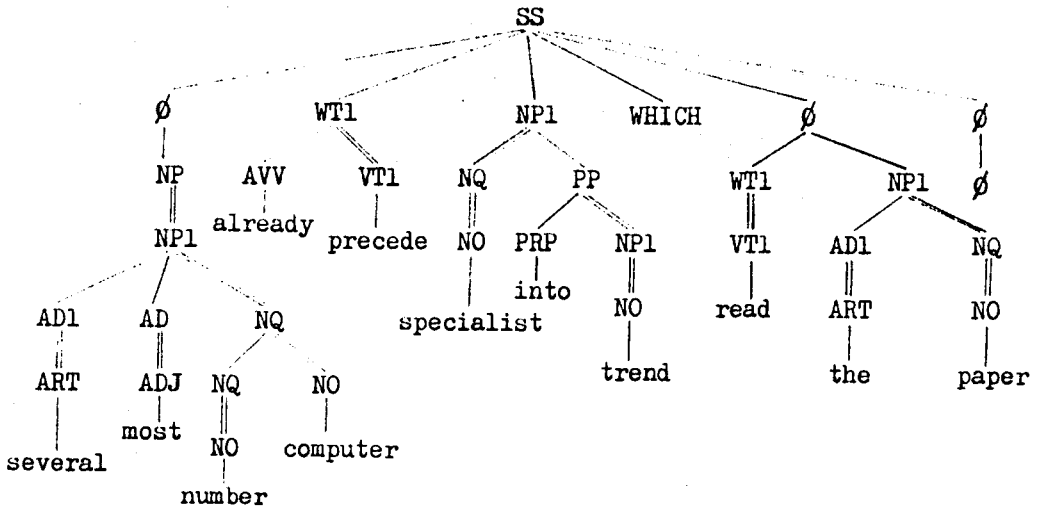 SS
Ø WT1 NP1 WHICH Ø Ø
NP AVV VT1 NQ PP WT1 NP1 Ø
already precede
NP1 NO PRP NP1 VT1 AD1 NQ
into
AD1 AD NQ specialist NO read ART NO
ART ADJ NQ NO trend the paper
most
several NO computer
number